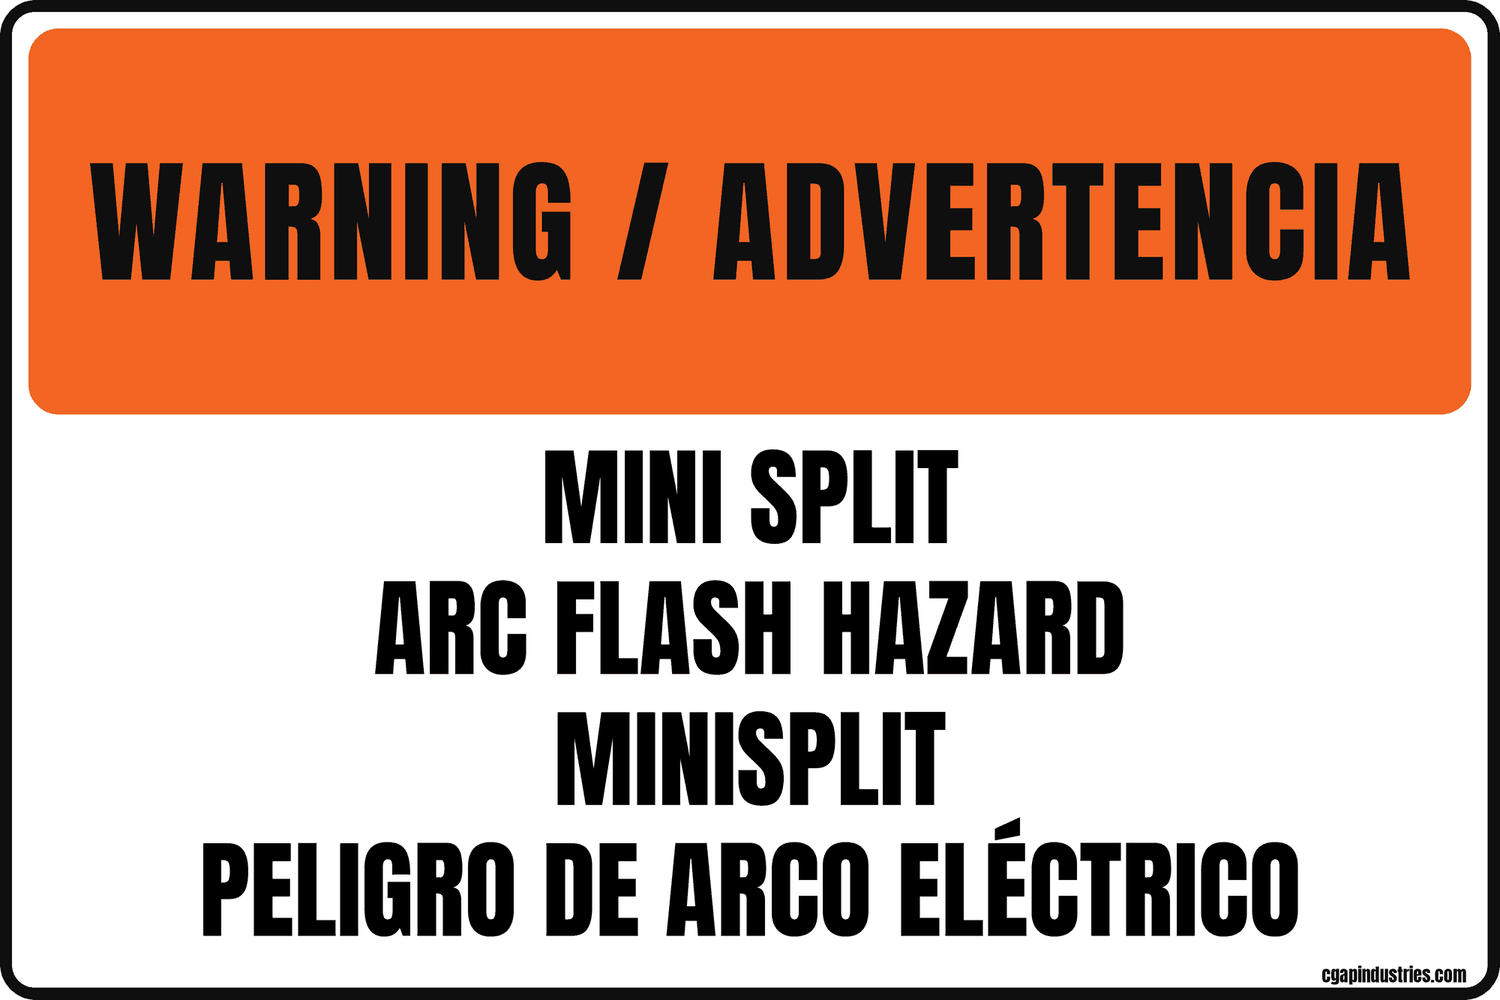 WARNING / ADVERTENCIA
MINI SPLIT
ARC FLASH HAZARD
MINISPLIT
PELIGRO DE ARCO ELÉCTRICO
cgapindustries.com